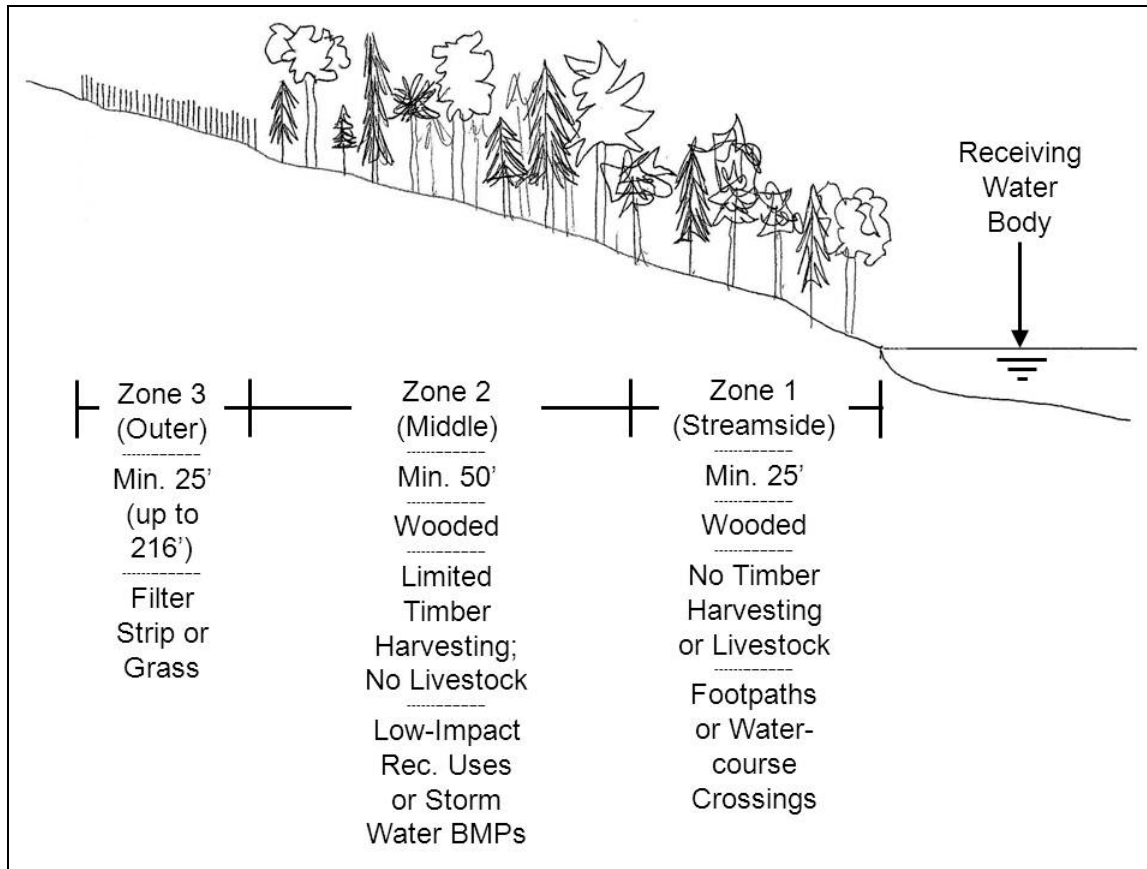 Receiving
Water
Body
Zone 3
(Outer)
Min. 25’
(up to
216’)
Filter
Strip or
Grass
Zone 2
(Middle)
Min. 50’
Wooded
Limited
Timber
Harvesting;
No Livestock
Low-Impact
Rec. Uses
or Storm
Water BMPs
Zone 1
(Streamside)
Min. 25’
Wooded
No Timber
Harvesting
or Livestock
Footpaths
or Water-
course
Crossings